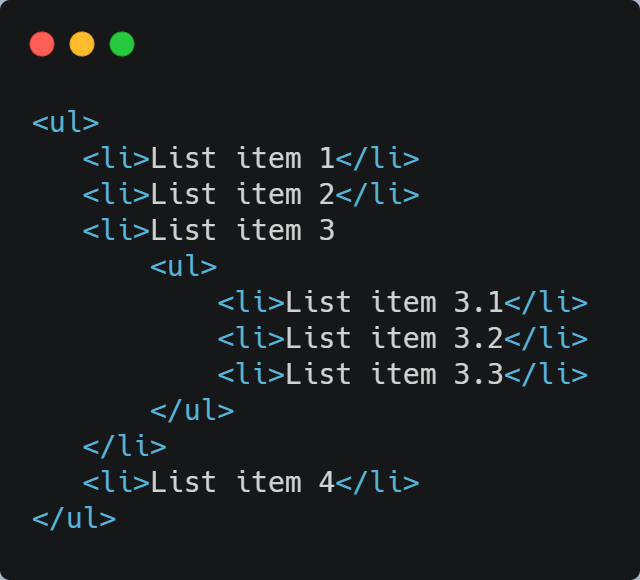 <ul>
   <li>List item 1</li>
   <li>List item 2</li>
   <li>List item 3
       <ul>
           <li>List item 3.1</li>
           <li>List item 3.2</li>
           <li>List item 3.3</li>
       </ul>
   </li>
   <li>List item 4</li>
</ul>